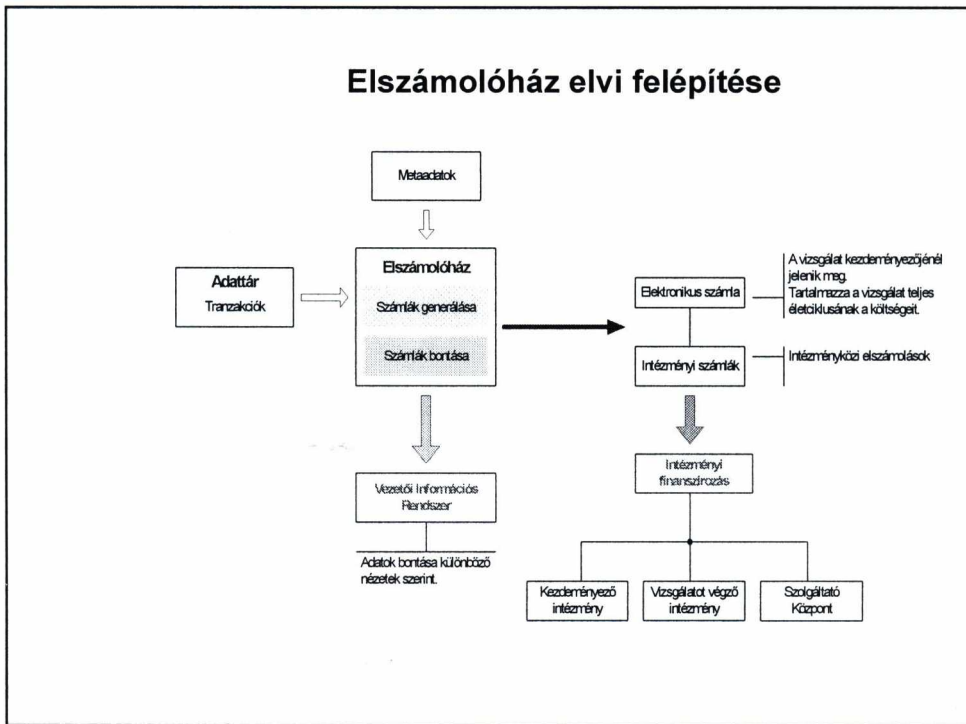 Elszámolóház elvi felépítése
Metaadatok
Adattár
Tranzakciók
Elszámolóház
Számlák generálása
Számlák bontása
Elektronikus számla
A vizsgálat kezdeményezőjénél
jelenik meg.
Tartalmazza a vizsgálat teljes
életciklusának a költségeit.
Intézményi számlák
Intézményközi elszámolások
Vezetői Információs
Rendszer
Adatok bontása különböző
nézetek szerint.
Intézményi
finanszírozás
Kezdeményező
intézmény
Vizsgálatot végző
intézmény
Szolgáltató
Központ